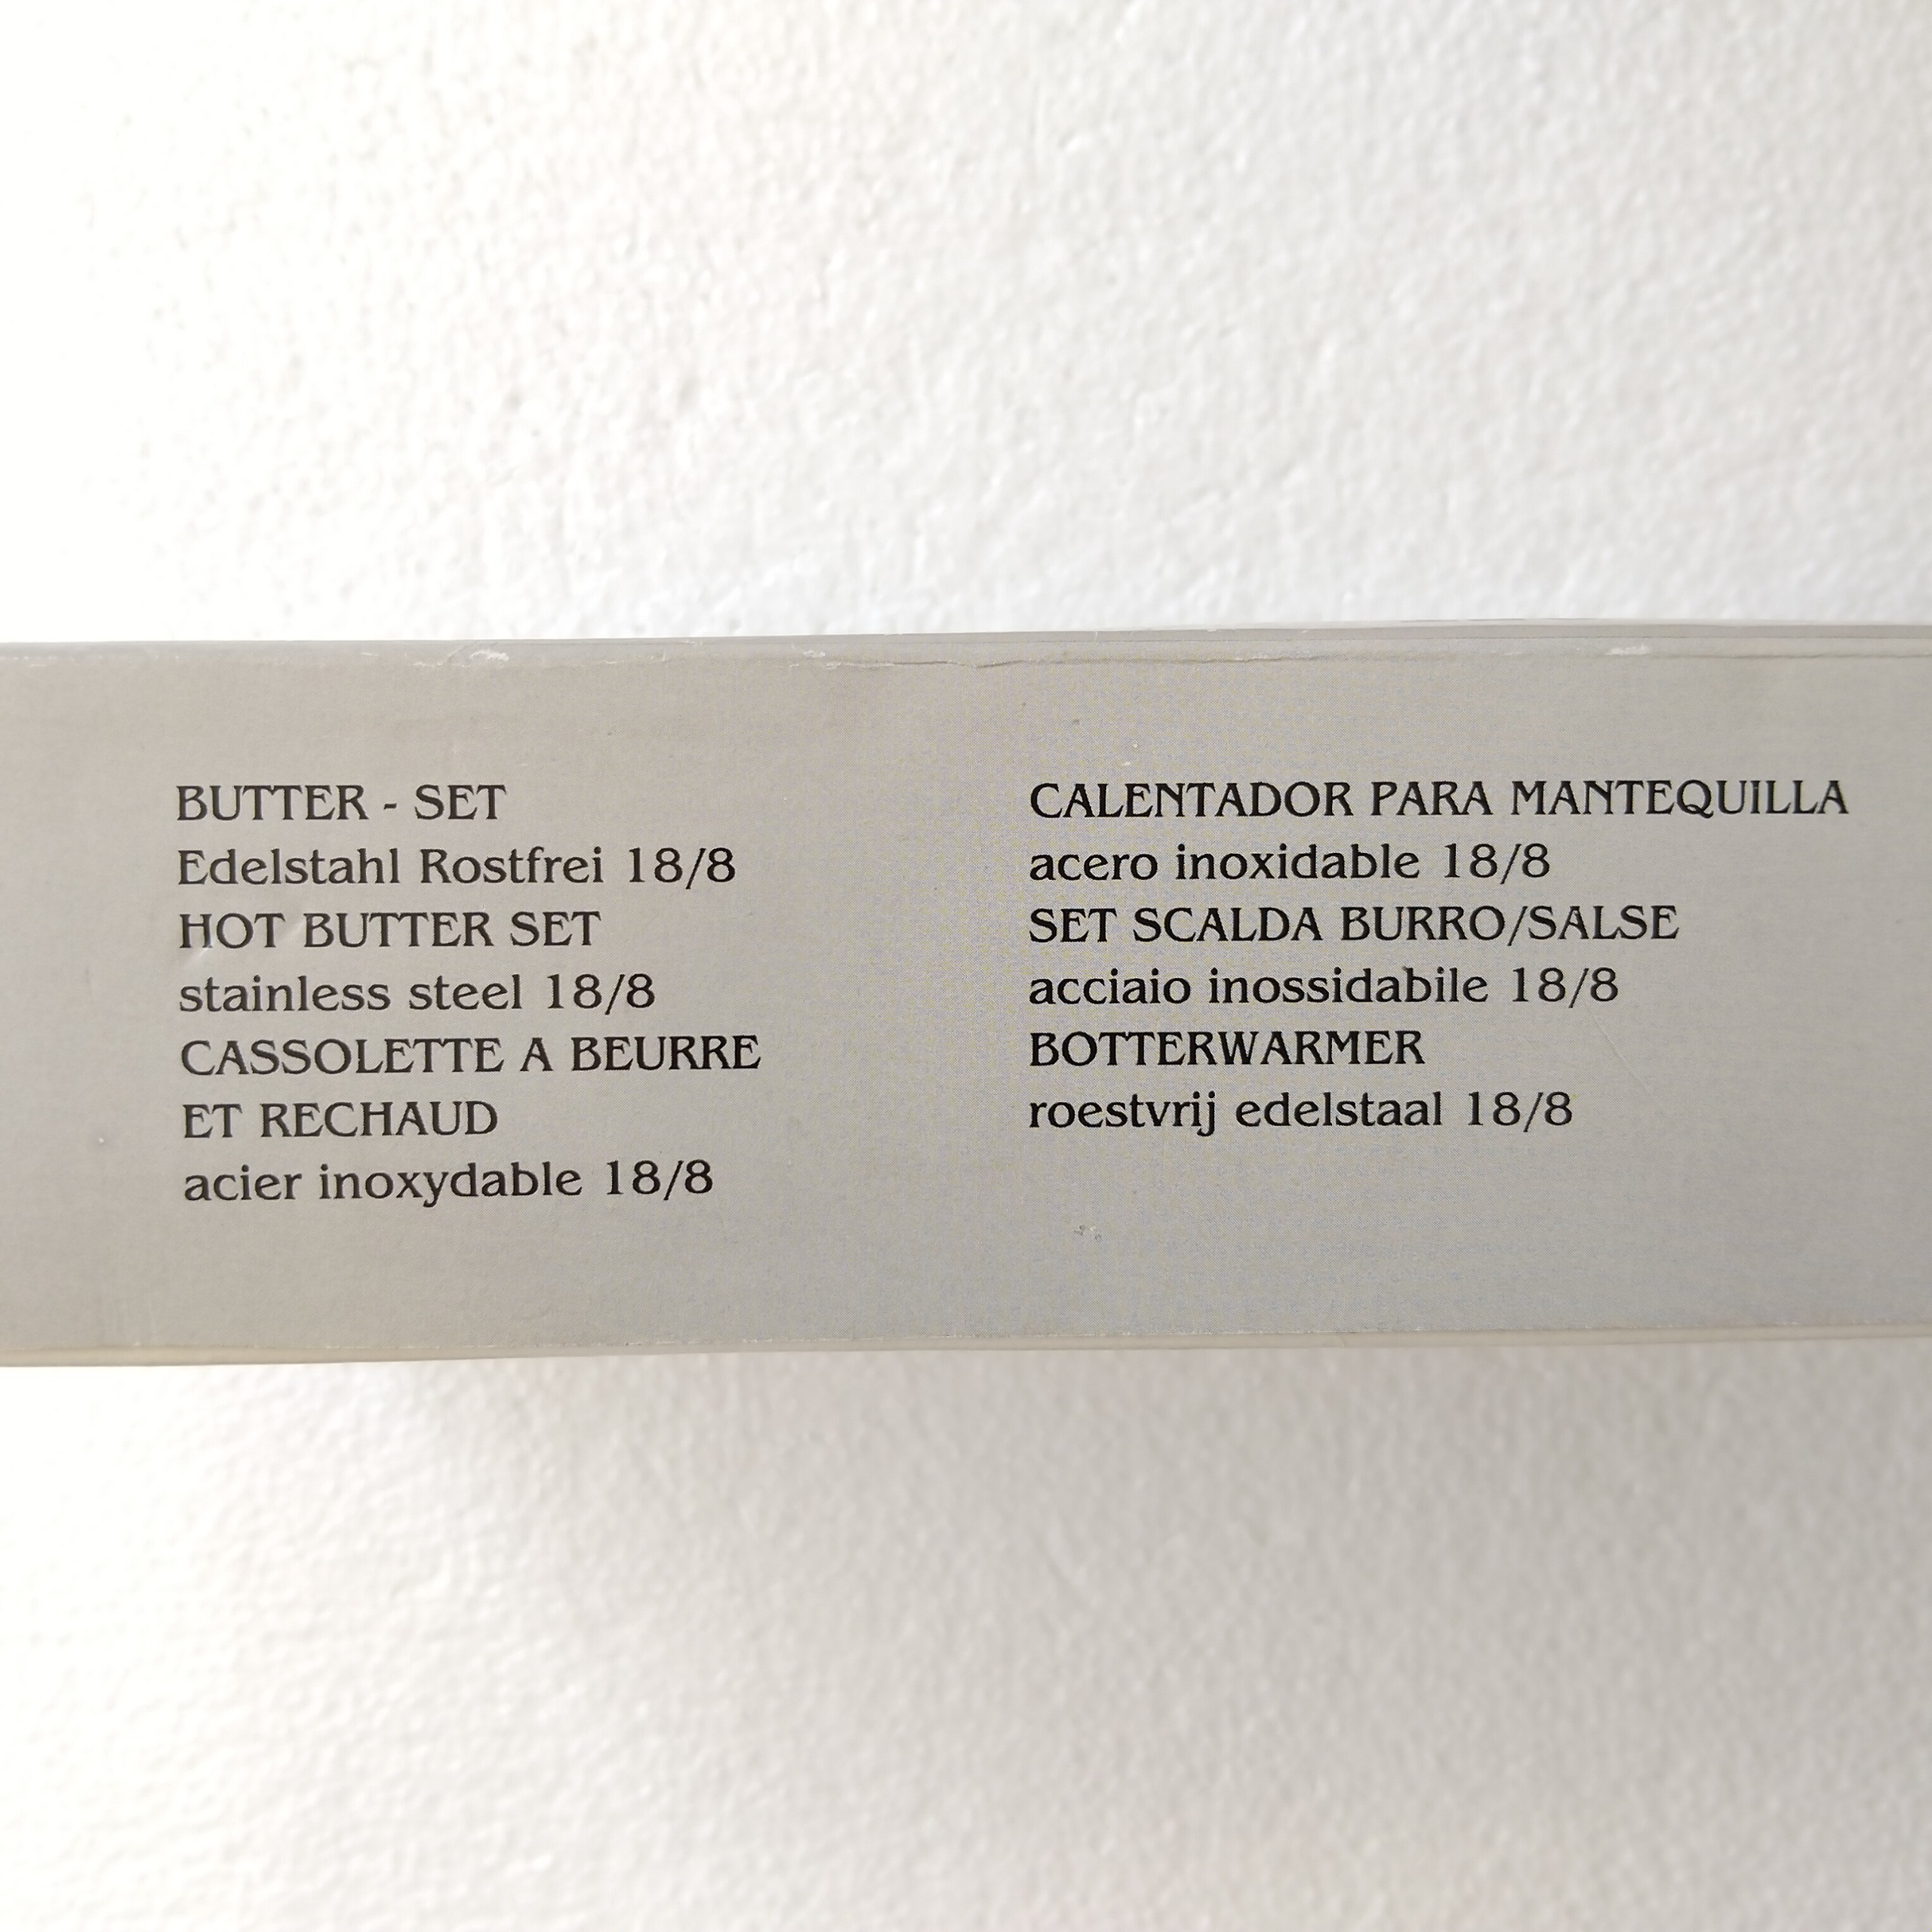 BUTTER - SET
Edelstahl Rostfrei 18/8
HOT BUTTER SET
stainless steel 18/8
CASSOLETTE A BEURRE
ET RECHAUD
acier inoxydable 18/8
CALENTADOR PARA MANTEQUILLA
acero inoxidable 18/8
SET SCALDA BURRO/SALSE
acciaio inossidabile 18/8
BOTTERWARMER
roestvrij edelstaal 18/8